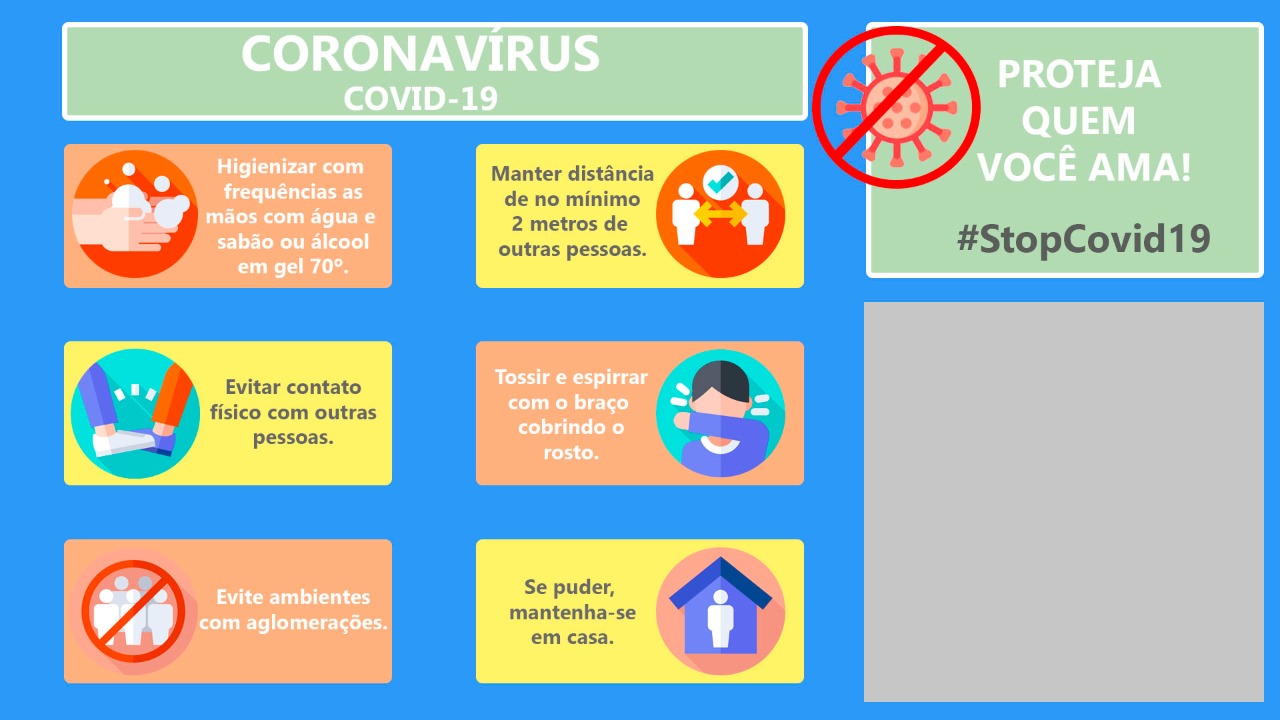 CORONAVÍRUS
COVID-19
PROTEJA
QUEM
VOCÊ AMA!
#StopCovid19
Higienizar com
frequências as
mãos com água e
sabão ou álcool
em gel 70º.
Manter distância
de no mínimo
2 metros de
outras pessoas.
Evitar contato
físico com outras
pessoas.
Tossir e espirrar
com o braço
cobrindo o
rosto.
Evite ambientes
com aglomerações.
Se puder,
mantenha-se
em casa.